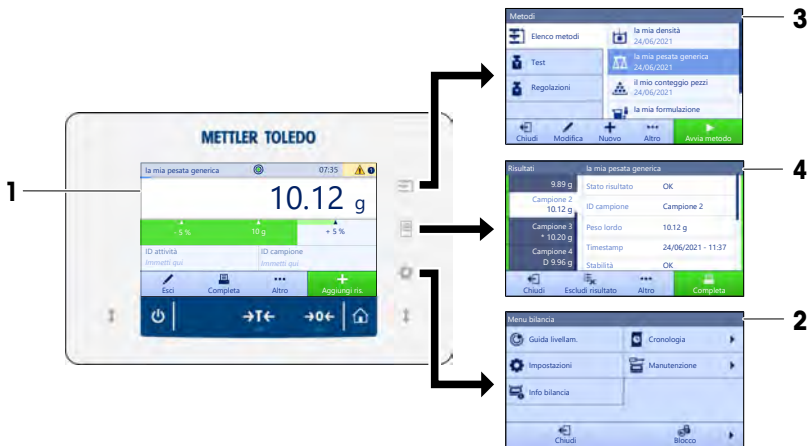 1
METTLER TOLEDO
la mia pesata generica 07:35
10.12 g
- 5 % 10 g + 5 %
ID attività ID campione
Immetti qui Immetti qui
Esci Completa Altro Aggiungi ris.
→T← →0←
3
Metodi
Elenco metodi
Test
Regolazioni
la mia densità
24/06/2021
la mia pesata generica
24/06/2021
il mio conteggio pezzi
24/06/2021
la mia formulazione
Chiudi Modifica Nuovo Altro Avvia metodo
4
Risultati la mia pesata generica
9.89 g
Campione 2
10.12 g
Campione 3
* 10.20 g
Campione 4
D 9.96 g
Stato risultato OK
ID campione Campione 2
Peso lordo 10.12 g
Timestamp 24/06/2021 - 11:37
Stabilità OK
Chiudi Escludi risultato Altro Completa
2
Menu bilancia
Guida livellam. Cronologia
Impostazioni Manutenzione
Info bilancia
Chiudi Blocco